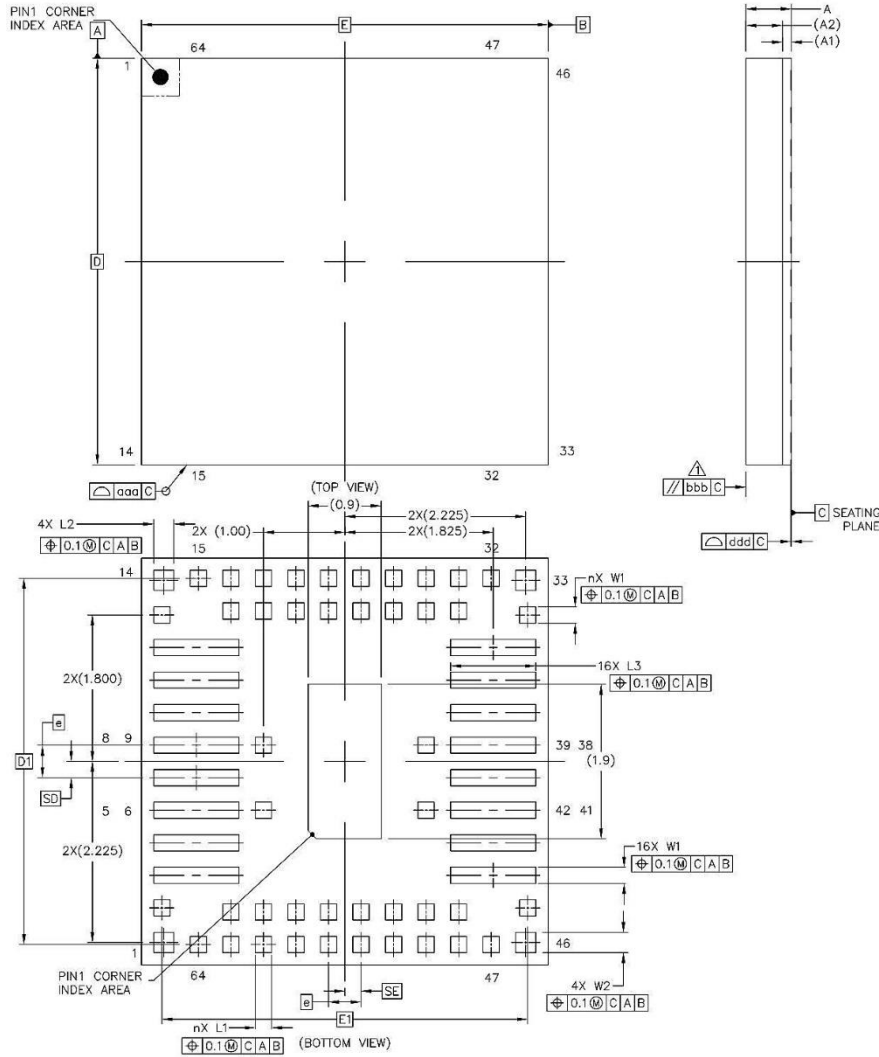 PIN1 CORNER
INDEX AREA
A
E
B
64
47
1
46
D
14
33
15
32
⌓ aaa C
(TOP VIEW)
A
(A2)
(A1)
1
// bbb C
C SEATING
PLANE
⌓ ddd C
(0.9)
2X(2.225)
2X (1.00)
2X(1.825)
4X L2
⌖ 0.1 Ⓜ C A B
15
32
14
33
nX W1
⌖ 0.1 Ⓜ C A B
2X(1.800)
16X L3
⌖ 0.1 Ⓜ C A B
e
8 9
39 38
D1
(1.9)
SD
5 6
42 41
2X(2.225)
16X W1
⌖ 0.1 Ⓜ C A B
1
46
64
47
PIN1 CORNER
INDEX AREA
SE
e
4X W2
⌖ 0.1 Ⓜ C A B
E1
nX L1
(BOTTOM VIEW)
⌖ 0.1 Ⓜ C A B